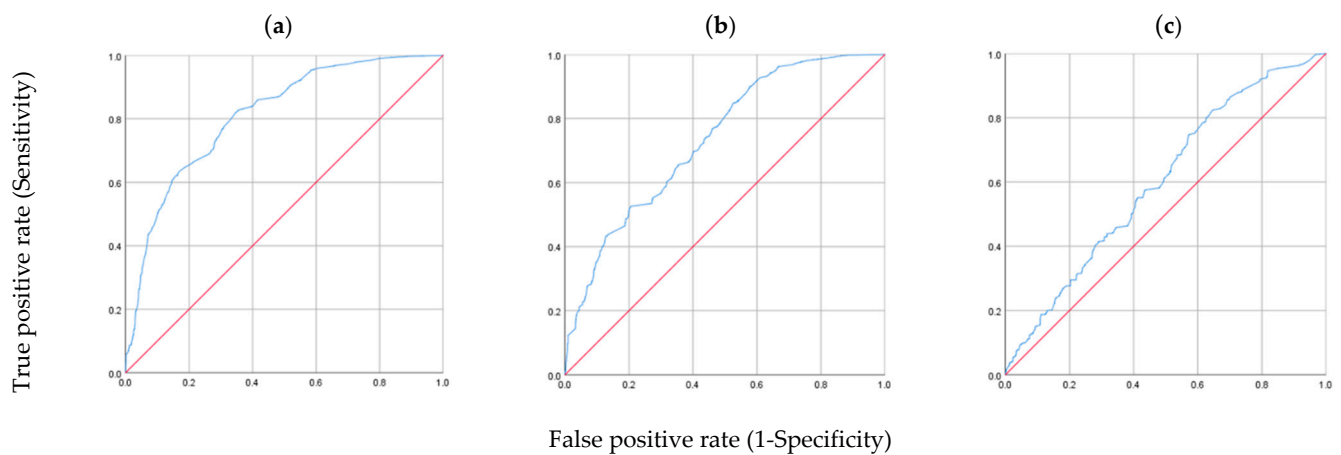 (a) (b) (c)
True positive rate (Sensitivity)
1.0 1.0 1.0
0.8 0.8 0.8
0.6 0.6 0.6
0.4 0.4 0.4
0.2 0.2 0.2
0.0 0.0 0.0
0.0 0.2 0.4 0.6 0.8 1.0 0.0 0.2 0.4 0.6 0.8 1.0 0.0 0.2 0.4 0.6 0.8 1.0
False positive rate (1-Specificity)